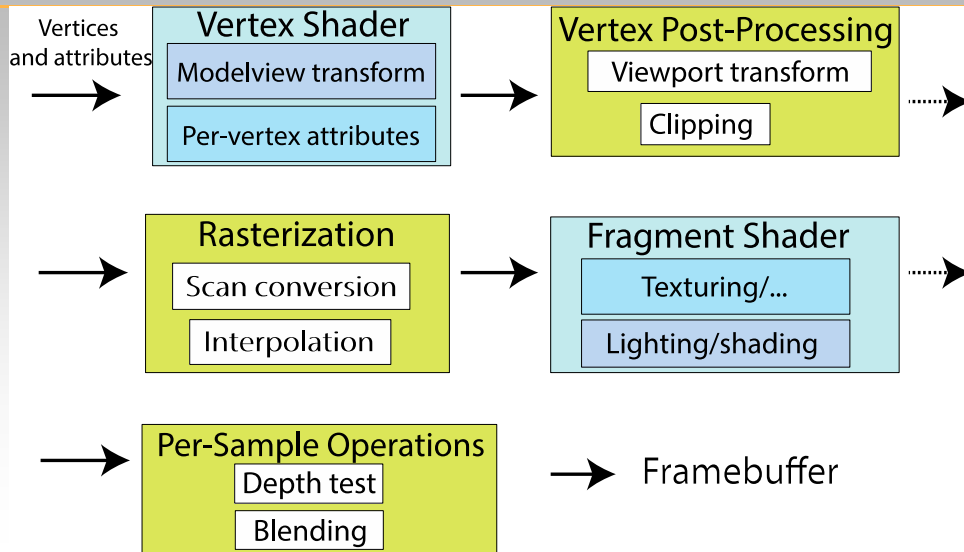 Vertices
and attributes
Vertex Shader
Modelview transform
Per-vertex attributes
Vertex Post-Processing
Viewport transform
Clipping
Rasterization
Scan conversion
Interpolation
Fragment Shader
Texturing/...
Lighting/shading
Per-Sample Operations
Depth test
Blending
Framebuffer